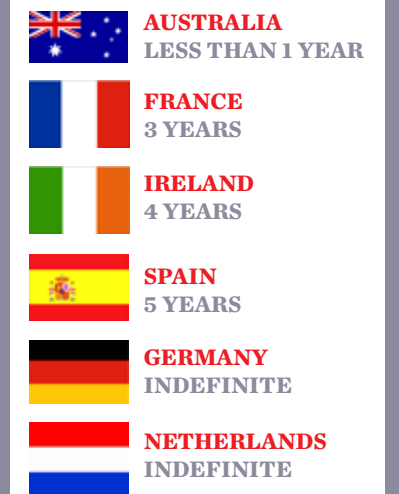 AUSTRALIA
LESS THAN 1 YEAR
FRANCE
3 YEARS
IRELAND
4 YEARS
SPAIN
5 YEARS
GERMANY
INDEFINITE
NETHERLANDS
INDEFINITE